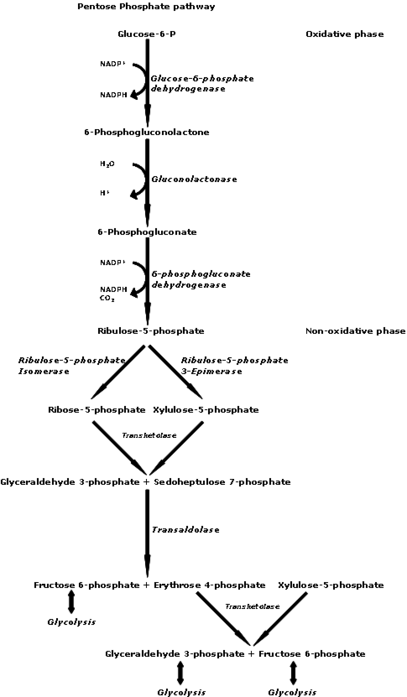 Pentose Phosphate pathway
Glucose-6-P Oxidative phase
NADP⁺
Glucose-6-phosphate
dehydrogenase
NADPH
6-Phosphogluconolactone
H₂O
Gluconolactonase
H⁺
6-Phosphogluconate
NADP⁺
6-phosphogluconate
dehydrogenase
NADPH
CO₂
Ribulose-5-phosphate Non-oxidative phase
Ribulose-5-phosphate
Isomerase
Ribulose-5-phosphate
3-Epimerase
Ribose-5-phosphate Xylulose-5-phosphate
Transketolase
Glyceraldehyde 3-phosphate + Sedoheptulose 7-phosphate
Transaldolase
Fructose 6-phosphate + Erythrose 4-phosphate Xylulose-5-phosphate
Transketolase
Glycolysis
Glyceraldehyde 3-phosphate + Fructose 6-phosphate
Glycolysis Glycolysis